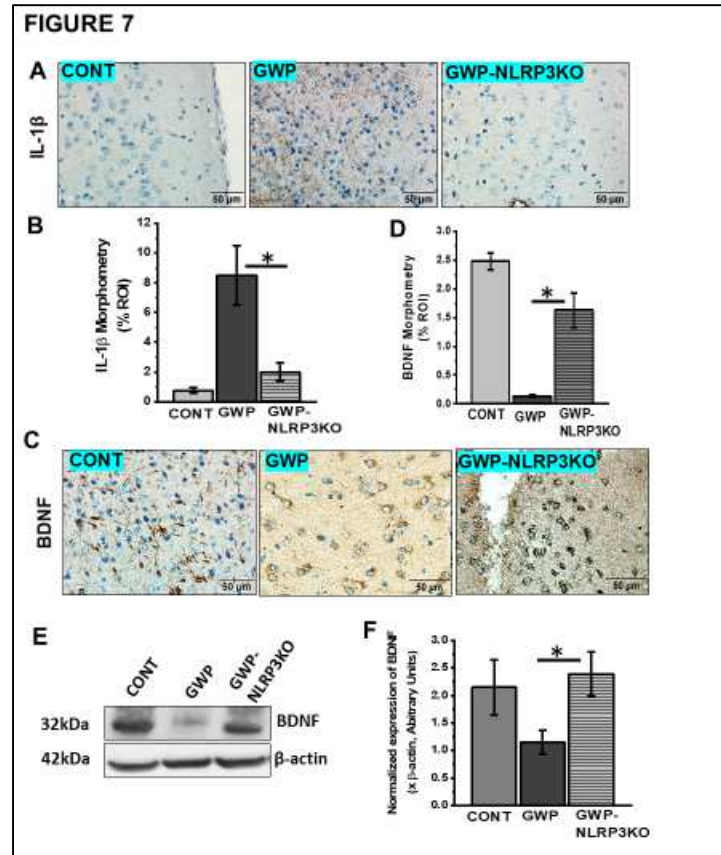 FIGURE 7
A
CONT
GWP
GWP-NLRP3KO
IL-1β
50 µm
50 µm
50 µm
B
IL-1β Morphometry
(% ROI)
12
10
8
6
4
2
0
*
CONT
GWP
GWP-
NLRP3KO
D
BDNF Morphometry
(% ROI)
3.0
2.5
2.0
1.5
1.0
0.5
0.0
*
CONT
GWP
GWP-
NLRP3KO
C
CONT
GWP
GWP-NLRP3KO
BDNF
50 µm
50 µm
50 µm
E
CONT
GWP
GWP-
NLRP3KO
32kDa
BDNF
42kDa
β-actin
F
Normalized expression of BDNF
(x β-actin, Abitrary Units)
3.0
2.5
2.0
1.5
1.0
0.5
0.0
*
CONT
GWP
GWP-
NLRP3KO